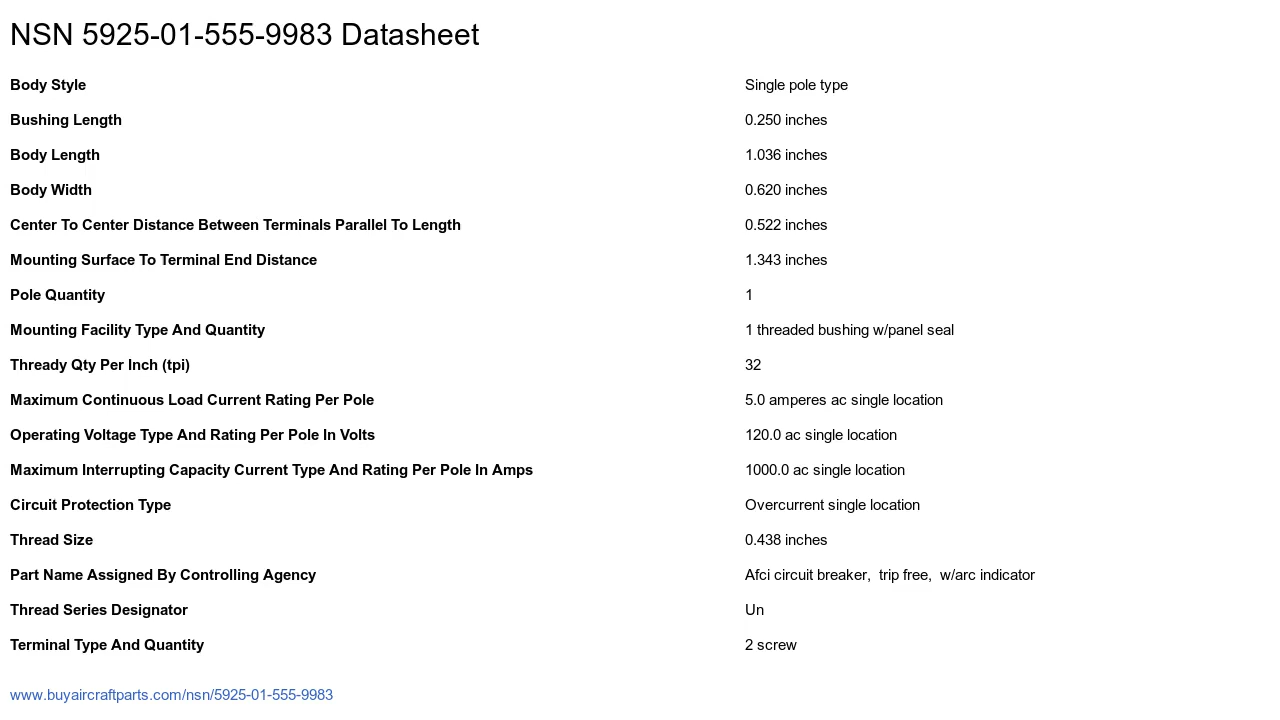 NSN 5925-01-555-9983 Datasheet
Body Style Single pole type
Bushing Length 0.250 inches
Body Length 1.036 inches
Body Width 0.620 inches
Center To Center Distance Between Terminals Parallel To Length 0.522 inches
Mounting Surface To Terminal End Distance 1.343 inches
Pole Quantity 1
Mounting Facility Type And Quantity 1 threaded bushing w/panel seal
Thready Qty Per Inch (tpi) 32
Maximum Continuous Load Current Rating Per Pole 5.0 amperes ac single location
Operating Voltage Type And Rating Per Pole In Volts 120.0 ac single location
Maximum Interrupting Capacity Current Type And Rating Per Pole In Amps 1000.0 ac single location
Circuit Protection Type Overcurrent single location
Thread Size 0.438 inches
Part Name Assigned By Controlling Agency Afci circuit breaker,  trip free,  w/arc indicator
Thread Series Designator Un
Terminal Type And Quantity 2 screw
www.buyaircraftparts.com/nsn/5925-01-555-9983